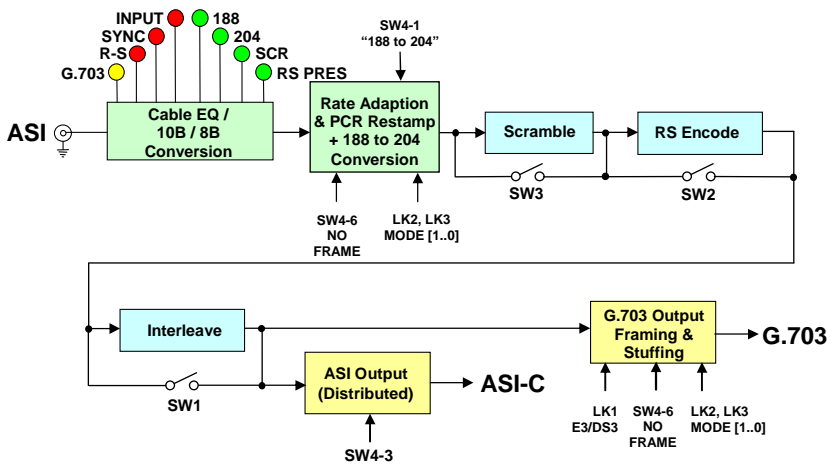 INPUT
188
SYNC
204
R-S
SCR
G.703
RS PRES
SW4-1
“188 to 204”
ASI
Cable EQ /
10B / 8B
Conversion
Rate Adaption
& PCR Restamp
+ 188 to 204
Conversion
Scramble
RS Encode
SW3
SW2
SW4-6
NO
FRAME
LK2, LK3
MODE [1..0]
Interleave
SW1
ASI Output
(Distributed)
ASI-C
SW4-3
G.703 Output
Framing &
Stuffing
G.703
LK1
E3/DS3
SW4-6
NO
FRAME
LK2, LK3
MODE [1..0]